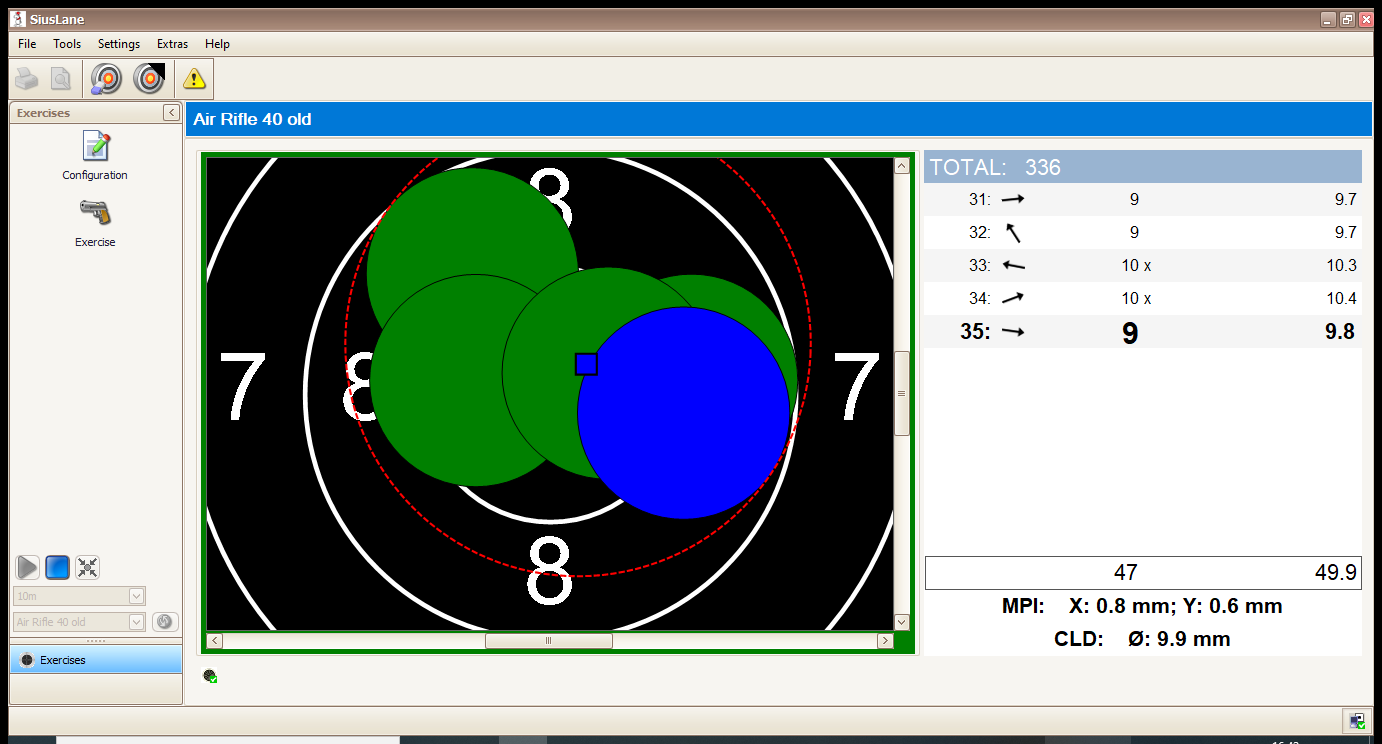 SiusLane
File Tools Settings Extras Help
Exercises
Air Rifle 40 old
Configuration
Exercise
10m
Air Rifle 40 old
Exercises
8
7 8 7
8
TOTAL: 336
31: 9 9.7
32: 9 9.7
33: 10 x 10.3
34: 10 x 10.4
35: 9 9.8
47 49.9
MPI: X: 0.8 mm; Y: 0.6 mm
CLD: Ø: 9.9 mm